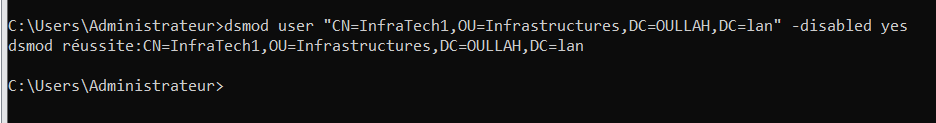 C:\Users\Administrateur>dsmod user "CN=InfraTech1,OU=Infrastructures,DC=OULLAH,DC=lan" -disabled yes
dsmod réussite:CN=InfraTech1,OU=Infrastructures,DC=OULLAH,DC=lan
C:\Users\Administrateur>